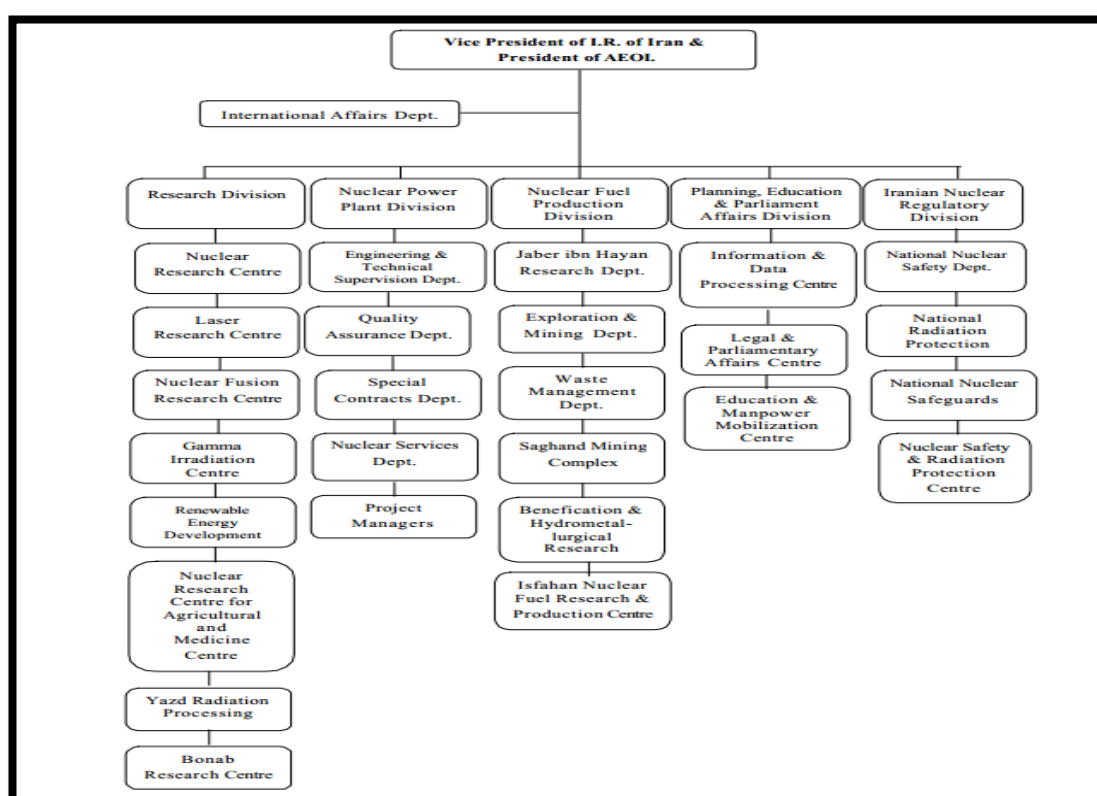 Vice President of I.R. of Iran &
President of AEOI.
International Affairs Dept.
Research Division
Nuclear Research Centre
Laser
Research Centre
Nuclear Fusion
Research Centre
Gamma
Irradiation
Centre
Renewable
Energy
Development
Nuclear
Research
Centre for
Agricultural
and
Medicine
Centre
Yazd Radiation
Processing
Bonab
Research Centre
Nuclear Power
Plant Division
Engineering &
Technical
Supervision Dept.
Quality
Assurance Dept.
Special
Contracts Dept.
Nuclear Services
Dept.
Project
Managers
Nuclear Fuel
Production
Division
Jaber ibn Hayan
Research Dept.
Exploration &
Mining Dept.
Waste
Management
Dept.
Saghand Mining
Complex
Benefication &
Hydrometal-
lurgical
Research
Isfahan Nuclear
Fuel Research &
Production Centre
Planning, Education
& Parliament
Affairs Division
Information &
Data
Processing Centre
Legal &
Parliamentary
Affairs Centre
Education &
Manpower
Mobilization
Centre
Iranian Nuclear
Regulatory
Division
National Nuclear
Safety Dept.
National
Radiation
Protection
National Nuclear
Safeguards
Nuclear Safety
& Radiation
Protection
Centre